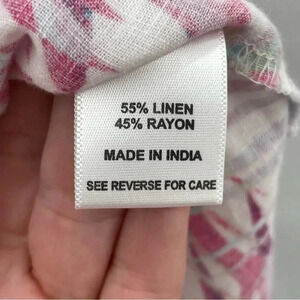 55% LINEN
45% RAYON
MADE IN INDIA
SEE REVERSE FOR CARE